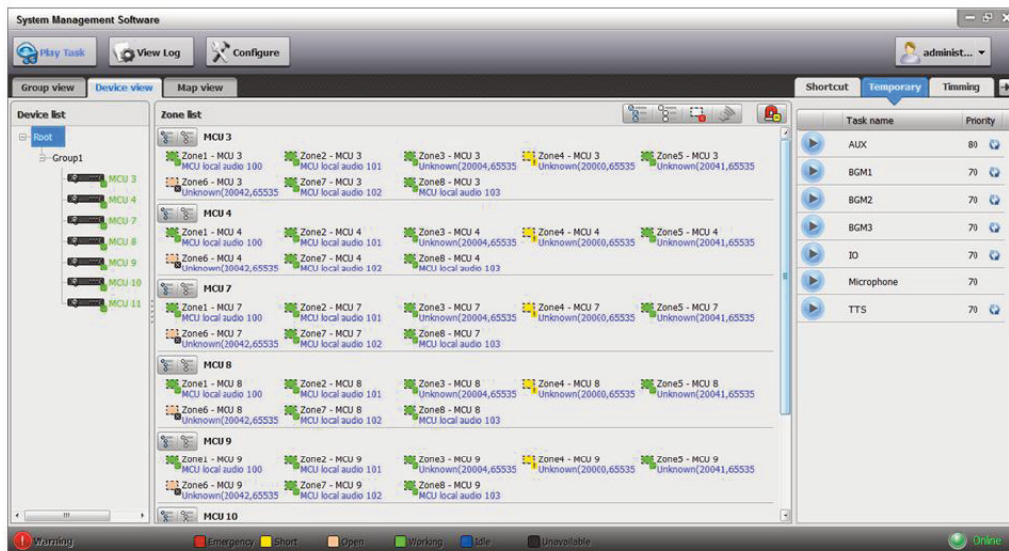 System Management Software
Play Task
View Log
Configure
administ...
Group view
Device view
Map view
Shortcut
Temporary
Timming
Device list
Root
Group1
MCU 3
MCU 4
MCU 7
MCU 8
MCU 9
MCU 10
MCU 11
Zone list
MCU 3
Zone1 - MCU 3 Zone2 - MCU 3 Zone3 - MCU 3 Zone4 - MCU 3 Zone5 - MCU 3
MCU local audio 100 MCU local audio 101 Unknown(20004,65535 Unknown(20000,65535 Unknown(20041,65535
Zone6 - MCU 3 Zone7 - MCU 3 Zone8 - MCU 3
Unknown(20042,65535 MCU local audio 102 MCU local audio 103
MCU 4
Zone1 - MCU 4 Zone2 - MCU 4 Zone3 - MCU 4 Zone4 - MCU 4 Zone5 - MCU 4
MCU local audio 100 MCU local audio 101 Unknown(20004,65535 Unknown(20000,65535 Unknown(20041,65535
Zone6 - MCU 4 Zone7 - MCU 4 Zone8 - MCU 4
Unknown(20042,65535 MCU local audio 102 MCU local audio 103
MCU 7
Zone1 - MCU 7 Zone2 - MCU 7 Zone3 - MCU 7 Zone4 - MCU 7 Zone5 - MCU 7
MCU local audio 100 MCU local audio 101 Unknown(20004,65535 Unknown(20000,65535 Unknown(20041,65535
Zone6 - MCU 7 Zone7 - MCU 7 Zone8 - MCU 7
Unknown(20042,65535 MCU local audio 102 MCU local audio 103
MCU 8
Zone1 - MCU 8 Zone2 - MCU 8 Zone3 - MCU 8 Zone4 - MCU 8 Zone5 - MCU 8
MCU local audio 100 MCU local audio 101 Unknown(20004,65535 Unknown(20000,65535 Unknown(20041,65535
Zone6 - MCU 8 Zone7 - MCU 8 Zone8 - MCU 8
Unknown(20042,65535 MCU local audio 102 MCU local audio 103
MCU 9
Zone1 - MCU 9 Zone2 - MCU 9 Zone3 - MCU 9 Zone4 - MCU 9 Zone5 - MCU 9
MCU local audio 100 MCU local audio 101 Unknown(20004,65535 Unknown(20000,65535 Unknown(20041,65535
Zone6 - MCU 9 Zone7 - MCU 9 Zone8 - MCU 9
Unknown(20042,65535 MCU local audio 102 MCU local audio 103
MCU 10
Task name Priority
AUX 80
BGM1 70
BGM2 70
BGM3 70
IO 70
Microphone 70
TTS 70
Warning
Emergency
Short
Open
Working
Idle
Unavailable
Online